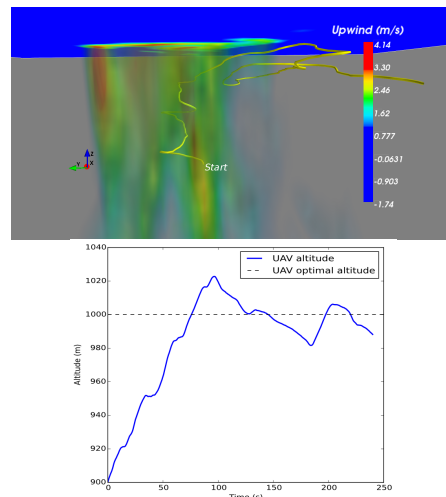 Upwind (m/s)
4.14
3.30
2.46
1.62
0.777
-0.0631
-0.903
-1.74
Z
Y
X
Start
1040
1020
1000
980
960
940
920
900
Altitude (m)
UAV altitude
UAV optimal altitude
0
50
100
150
200
250
Time (s)